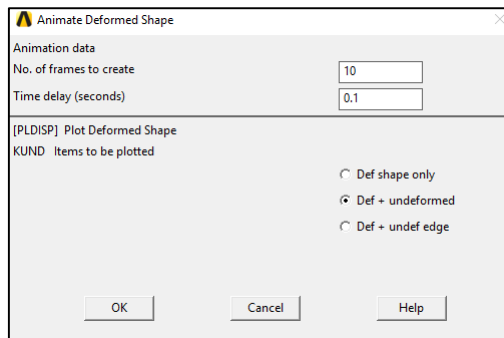 Animate Deformed Shape
Animation data
No. of frames to create 10
Time delay (seconds) 0.1
[PLDISP] Plot Deformed Shape
KUND Items to be plotted
Def shape only
Def + undeformed
Def + undef edge
OK Cancel Help